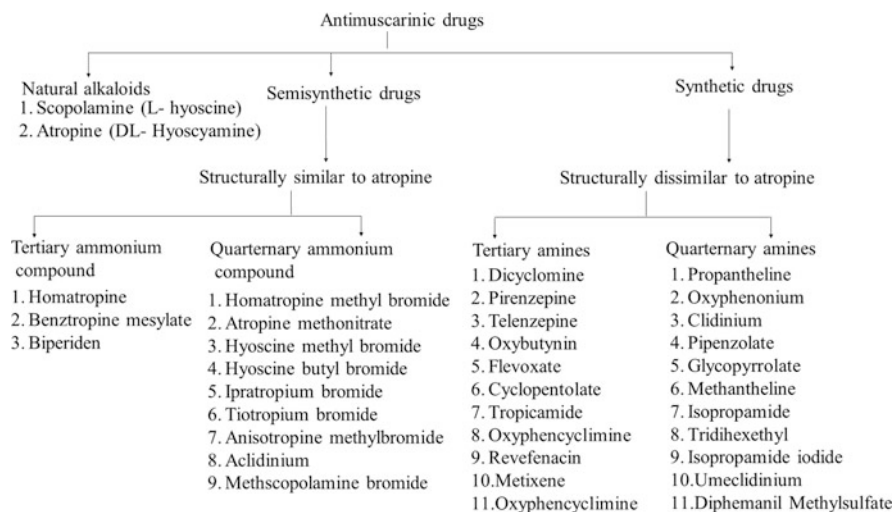 Antimuscarinic drugs
Natural alkaloids
1. Scopolamine (L- hyoscine)
2. Atropine (DL- Hyoscyamine)
Semisynthetic drugs
Synthetic drugs
Structurally similar to atropine
Structurally dissimilar to atropine
Tertiary ammonium
compound
1. Homatropine
2. Benztropine mesylate
3. Biperiden
Quarternary ammonium
compound
1. Homatropine methyl bromide
2. Atropine methonitrate
3. Hyoscine methyl bromide
4. Hyoscine butyl bromide
5. Ipratropium bromide
6. Tiotropium bromide
7. Anisotropine methylbromide
8. Aclidinium
9. Methscopolamine bromide
Tertiary amines
1. Dicyclomine
2. Pirenzepine
3. Telenzepine
4. Oxybutynin
5. Flevoxate
6. Cyclopentolate
7. Tropicamide
8. Oxyphencyclimine
9. Revefenacin
10. Metixene
11. Oxyphencyclimine
Quarternary amines
1. Propantheline
2. Oxyphenonium
3. Clidinium
4. Pipenzolate
5. Glycopyrrolate
6. Methantheline
7. Isopropamide
8. Tridihexethyl
9. Isopropamide iodide
10. Umeclidinium
11. Diphemanil Methylsulfate